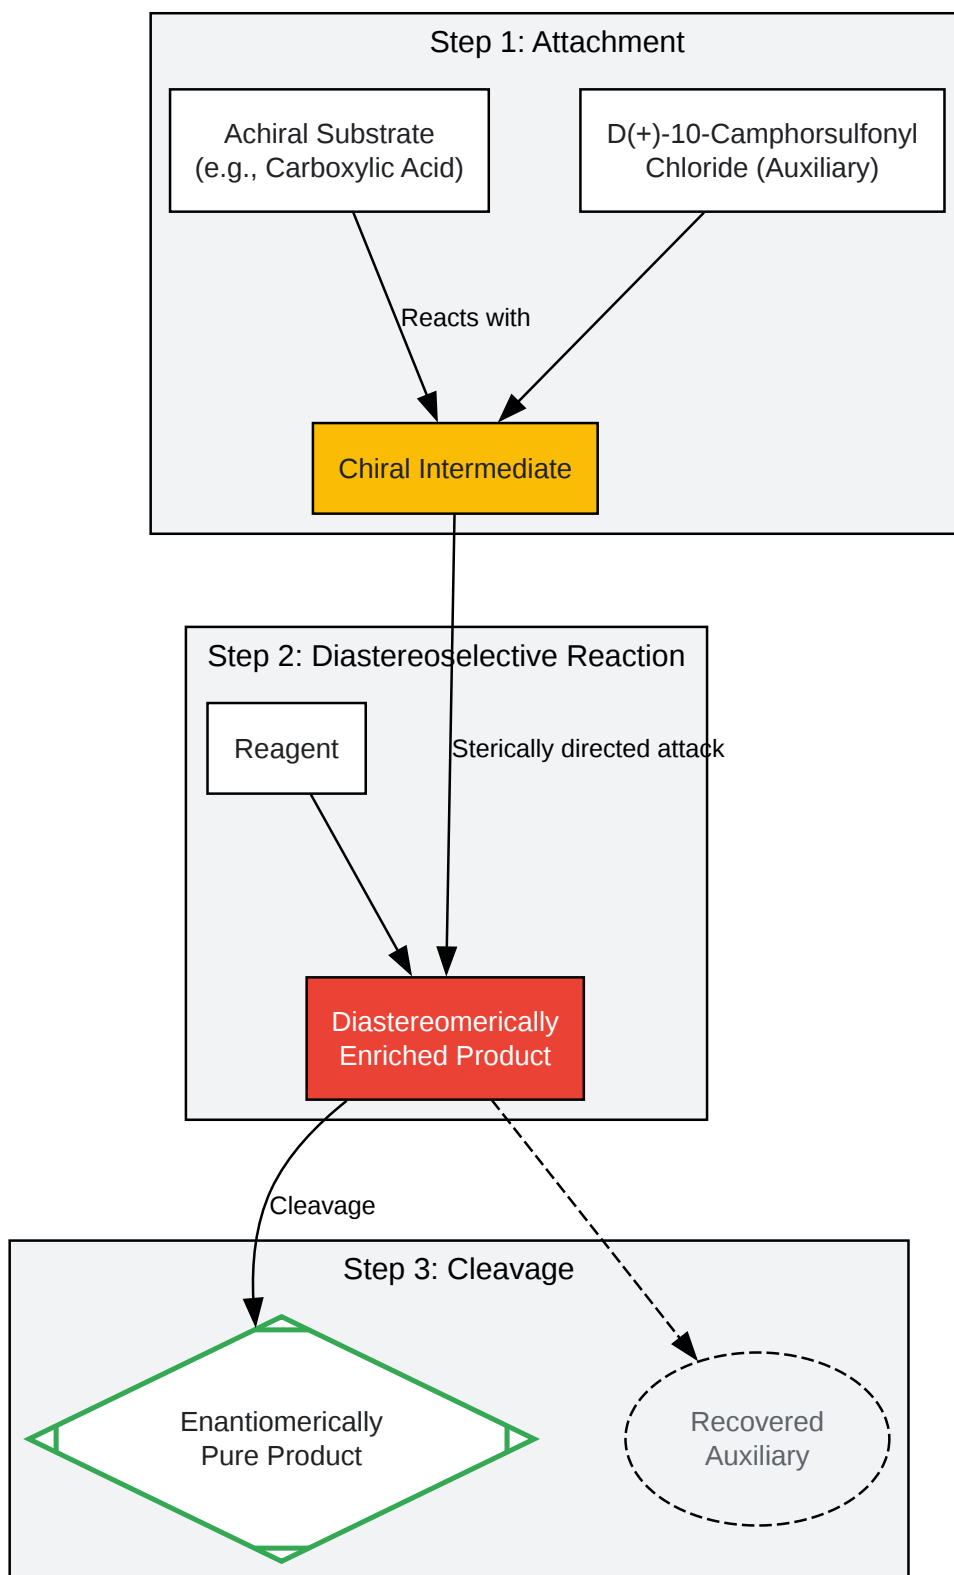 Step 1: Attachment
Achiral Substrate
(e.g., Carboxylic Acid)
D(+)-10-Camphorsulfonyl
Chloride (Auxiliary)
Reacts with
Chiral Intermediate
Step 2: Diastereoselective Reaction
Reagent
Sterically directed attack
Diastereomerically
Enriched Product
Cleavage
Step 3: Cleavage
Enantiomerically
Pure Product
Recovered
Auxiliary